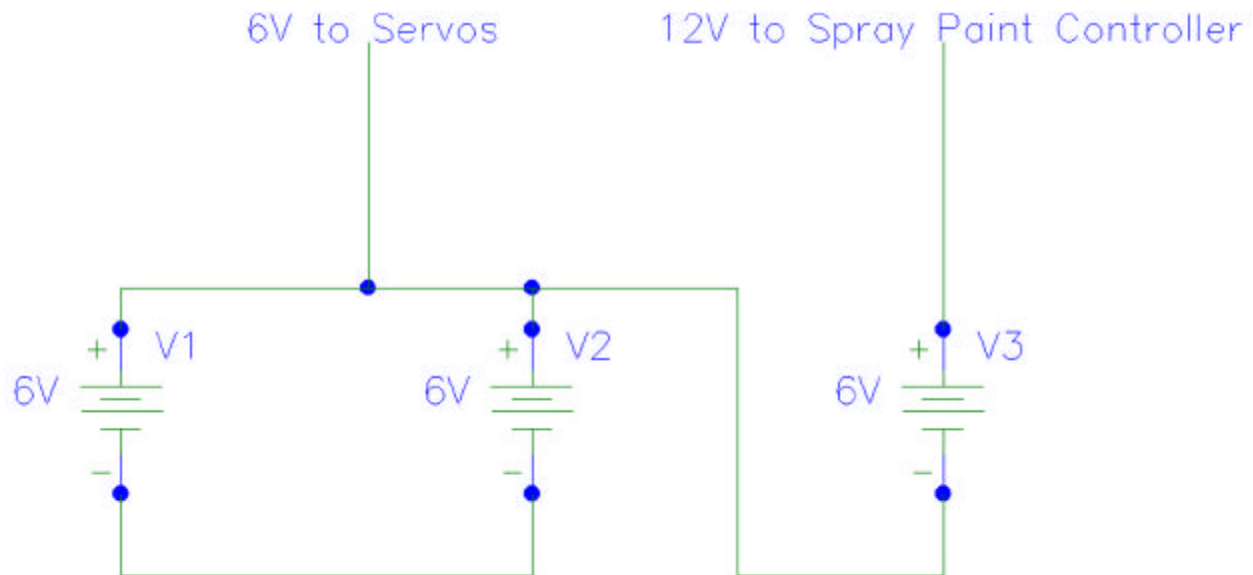 6V to Servos
12V to Spray Paint Controller
+ V1
+ V2
+ V3
6V
6V
6V
-
-
-